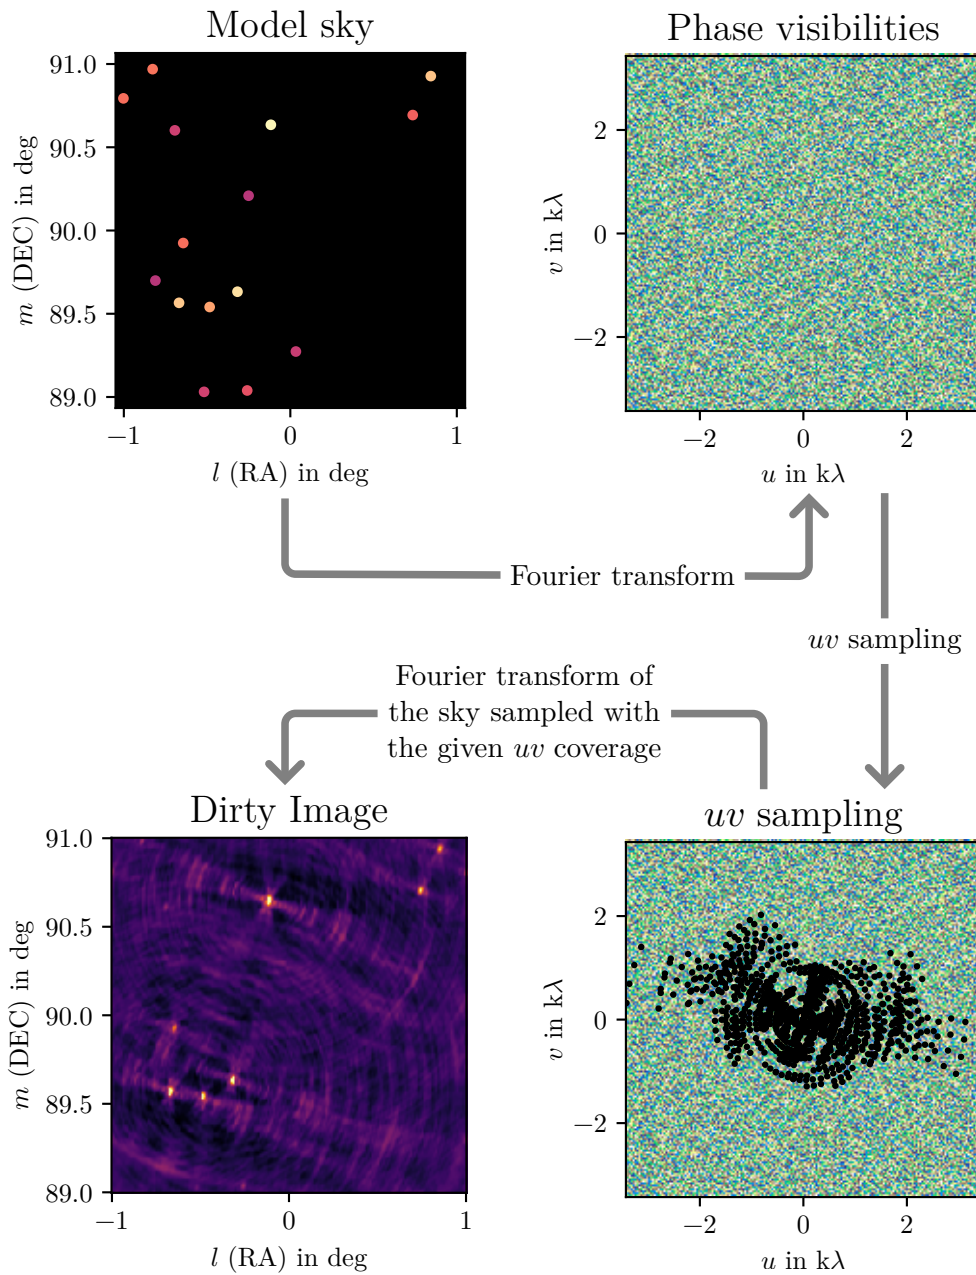 Model sky
Phase visibilities
91.0
90.5
90.0
89.5
89.0
−1
0
1
m (DEC) in deg
l (RA) in deg
2
0
−2
−2
0
2
v in kλ
u in kλ
Fourier transform
uv sampling
Fourier transform of
the sky sampled with
the given uv coverage
Dirty Image
uv sampling
91.0
90.5
90.0
89.5
89.0
−1
0
1
m (DEC) in deg
l (RA) in deg
2
0
−2
−2
0
2
v in kλ
u in kλ